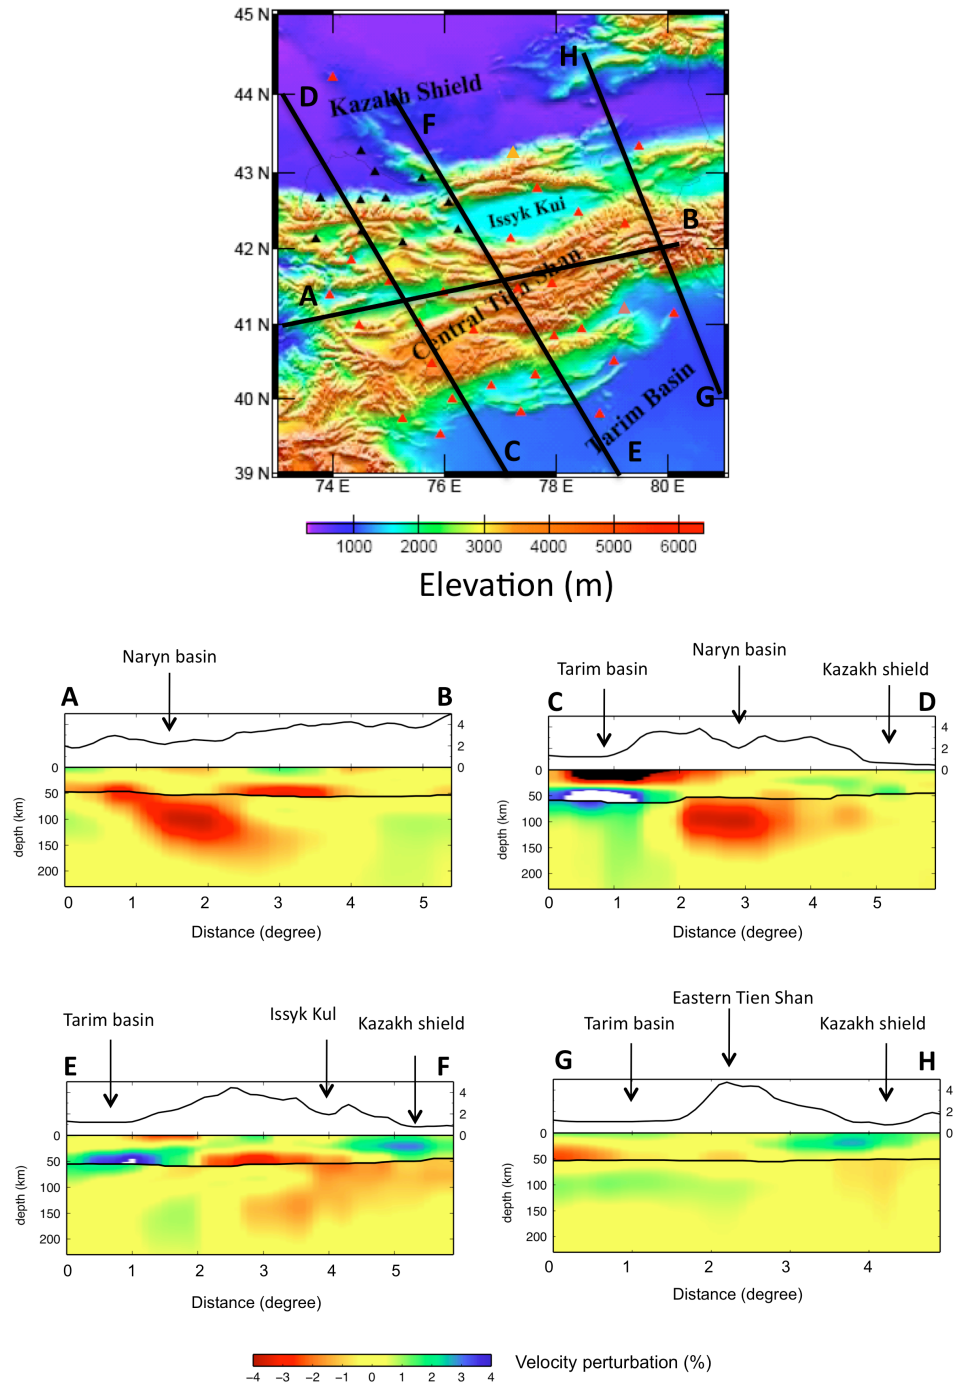 45 N
44 N
43 N
42 N
41 N
40 N
39 N
H
D
Kazakh Shield
F
Issyk Kui
B
A
Central Tien Shan
G
Tarim Basin
C
E
74 E 76 E 78 E 80 E
1000 2000 3000 4000 5000 6000
Elevation (m)
Naryn basin
A B
4
2
0 0
50
100
150
200
depth (km)
0 1 2 3 4 5
Distance (degree)
Tarim basin Naryn basin Kazakh shield
C D
4
2
0 0
50
100
150
200
depth (km)
0 1 2 3 4 5
Distance (degree)
Tarim basin Issyk Kul Kazakh shield
E F
4
2
0 0
50
100
150
200
depth (km)
0 1 2 3 4 5
Distance (degree)
Eastern Tien Shan
Tarim basin Kazakh shield
G H
4
2
0 0
50
100
150
200
depth (km)
0 1 2 3 4
Distance (degree)
−4 −3 −2 −1 0 1 2 3 4
Velocity perturbation (%)